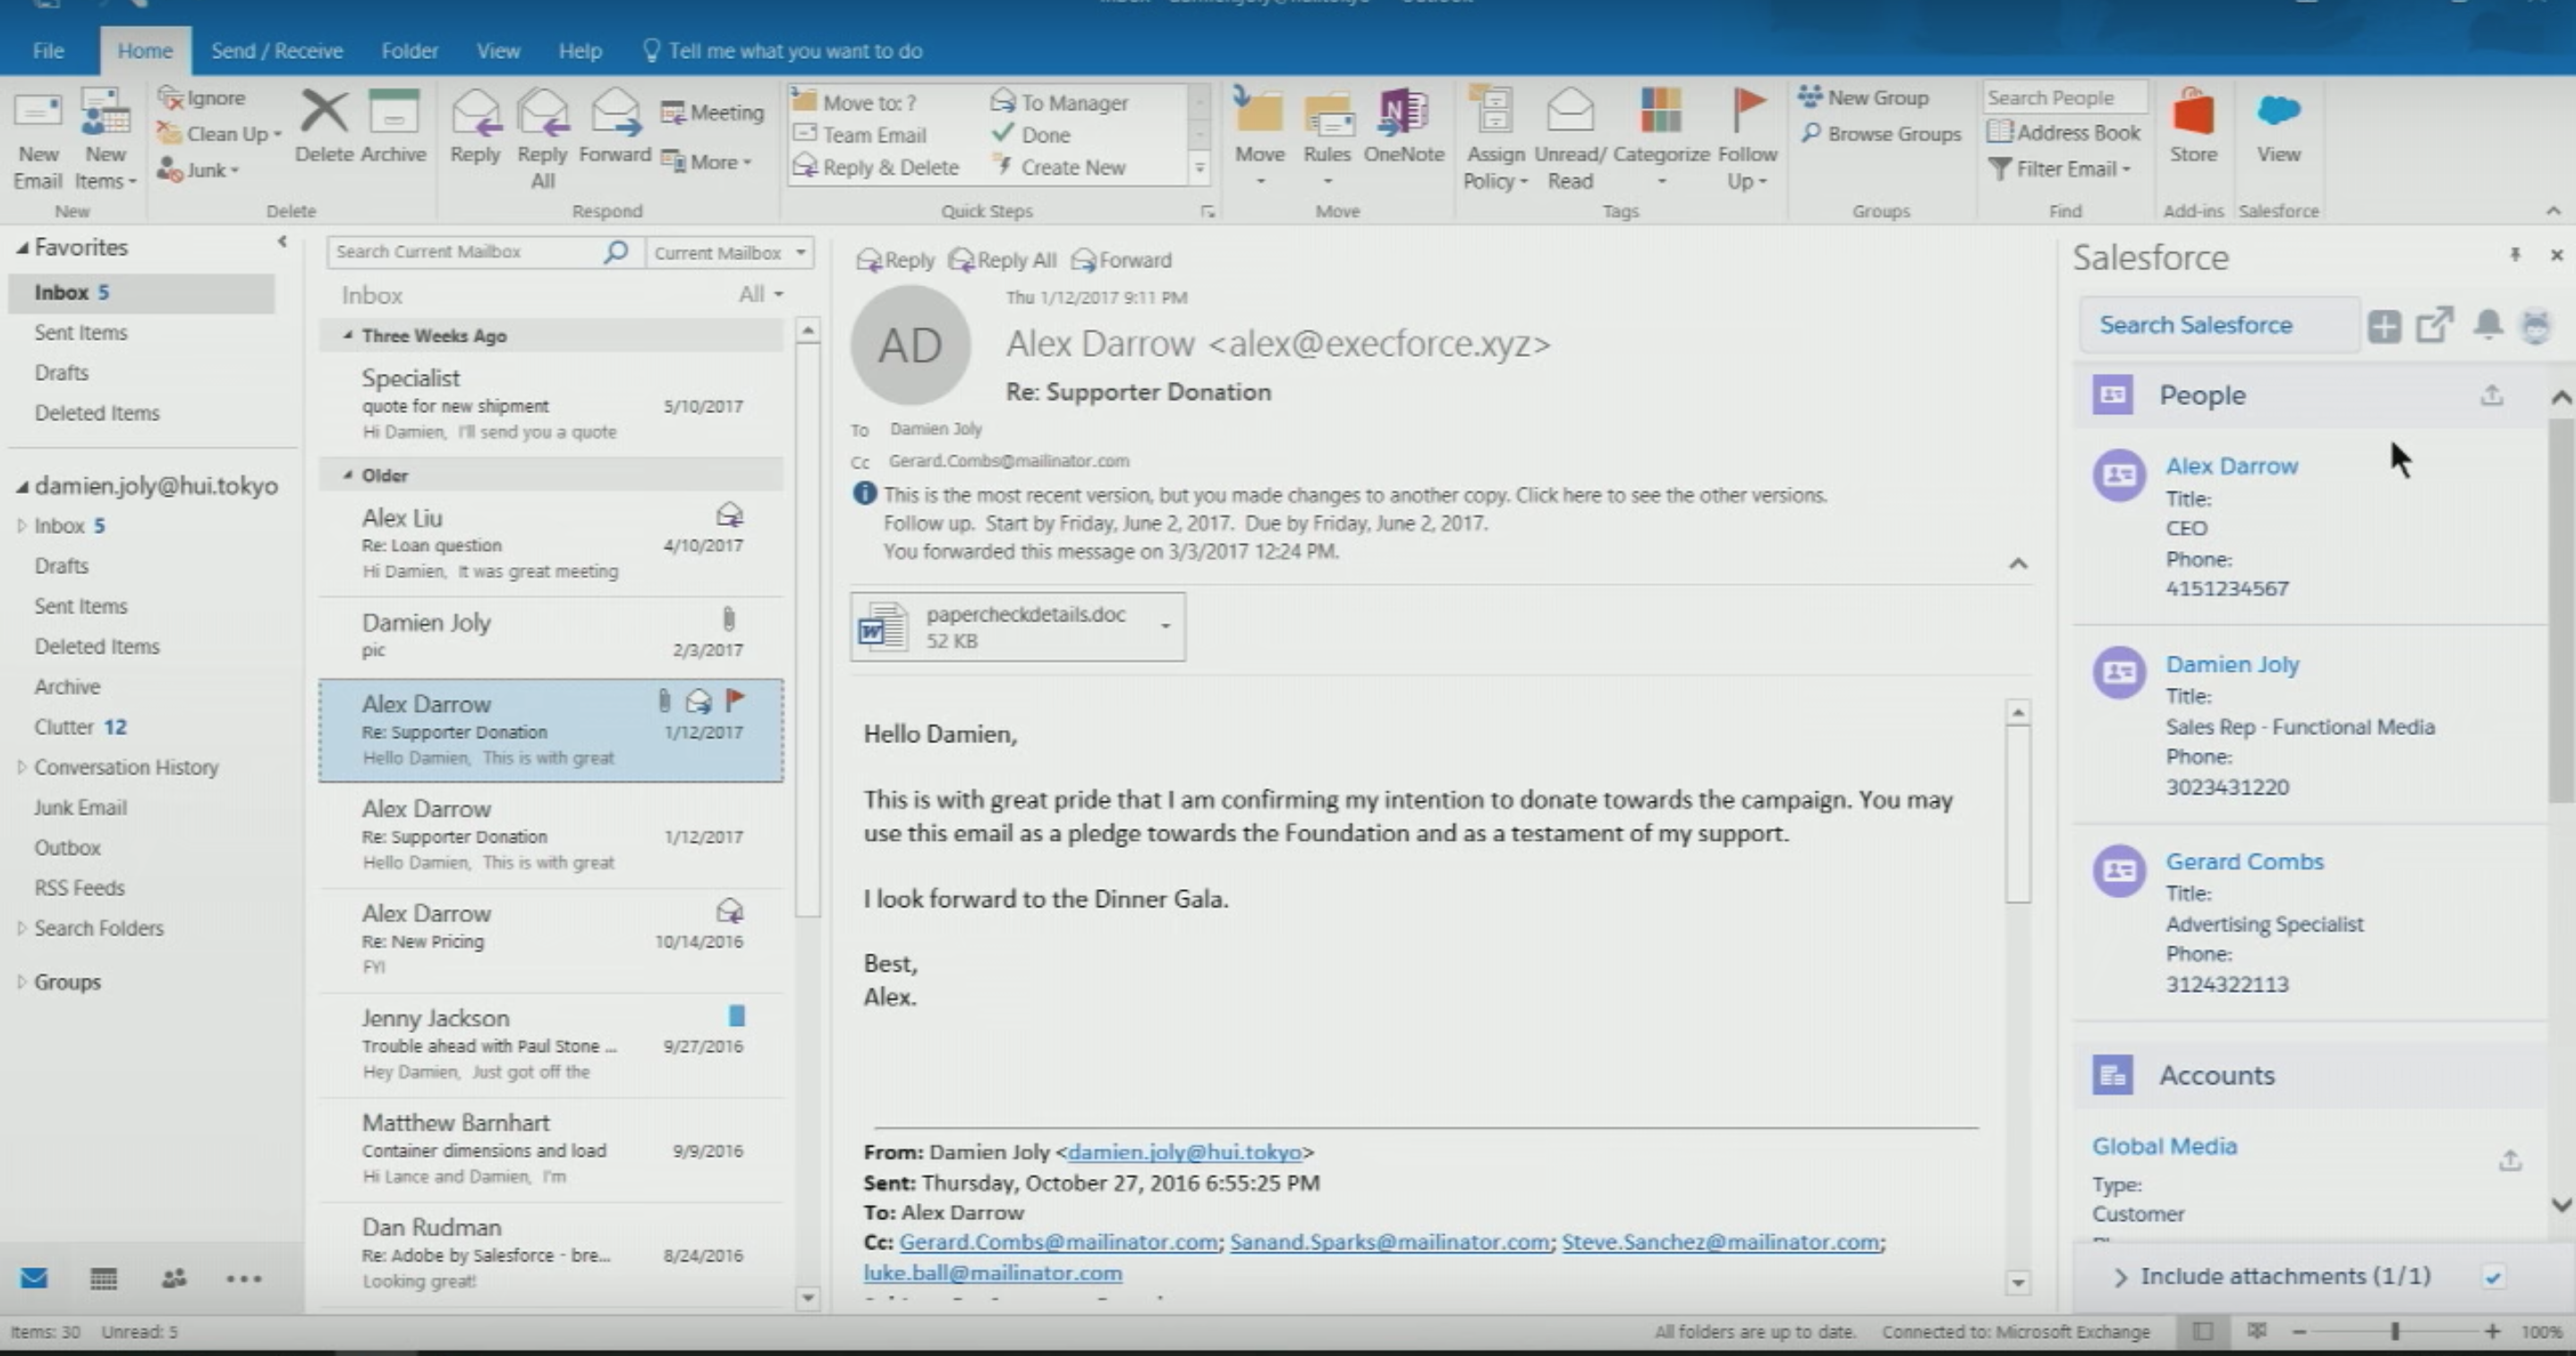 File Home Send / Receive Folder View Help Tell me what you want to do
New Email
New Items
New
Ignore
Clean Up
Junk
Delete Archive
Delete
Reply
Reply All
Forward
Meeting
More
Respond
Move to: ? To Manager
Team Email Done
Reply & Delete Create New
Quick Steps
Move
Rules
OneNote
Move
Assign Policy
Unread/ Read
Categorize
Follow Up
Tags
New Group
Browse Groups
Groups
Search People
Address Book
Filter Email
Find
Store
Add-ins
View
Salesforce
Favorites
Inbox 5
Sent Items
Drafts
Deleted Items
damien.joly@hui.tokyo
Inbox 5
Drafts
Sent Items
Deleted Items
Archive
Clutter 12
Conversation History
Junk Email
Outbox
RSS Feeds
Search Folders
Groups
Search Current Mailbox Current Mailbox
Inbox All
Three Weeks Ago
Specialist
quote for new shipment 5/10/2017
Hi Damien, I'll send you a quote
Older
Alex Liu
Re: Loan question 4/10/2017
Hi Damien, It was great meeting
Damien Joly
pic 2/3/2017
Alex Darrow
Re: Supporter Donation 1/12/2017
Hello Damien, This is with great
Alex Darrow
Re: Supporter Donation 1/12/2017
Hello Damien, This is with great
Alex Darrow
Re: New Pricing 10/14/2016
FYI
Jenny Jackson
Trouble ahead with Paul Stone ... 9/27/2016
Hey Damien, Just got off the
Matthew Barnhart
Container dimensions and load 9/9/2016
Hi Lance and Damien, I'm
Dan Rudman
Re: Adobe by Salesforce - bre... 8/24/2016
Looking great!
Reply Reply All Forward
Thu 1/12/2017 9:11 PM
AD
Alex Darrow <alex@execforce.xyz>
Re: Supporter Donation
To Damien Joly
Cc Gerard.Combs@mailinator.com
This is the most recent version, but you made changes to another copy. Click here to see the other versions.
Follow up. Start by Friday, June 2, 2017. Due by Friday, June 2, 2017.
You forwarded this message on 3/3/2017 12:24 PM.
papercheckdetails.doc
52 KB
Hello Damien,
This is with great pride that I am confirming my intention to donate towards the campaign. You may
use this email as a pledge towards the Foundation and as a testament of my support.
I look forward to the Dinner Gala.
Best,
Alex.
From: Damien Joly <damien.joly@hui.tokyo>
Sent: Thursday, October 27, 2016 6:55:25 PM
To: Alex Darrow
Cc: Gerard.Combs@mailinator.com; Sanand.Sparks@mailinator.com; Steve.Sanchez@mailinator.com;
luke.ball@mailinator.com
Salesforce
Search Salesforce
People
Alex Darrow
Title:
CEO
Phone:
4151234567
Damien Joly
Title:
Sales Rep - Functional Media
Phone:
3023431220
Gerard Combs
Title:
Advertising Specialist
Phone:
3124322113
Accounts
Global Media
Type:
Customer
Include attachments (1/1)
Items: 30 Unread: 5
All folders are up to date. Connected to: Microsoft Exchange 100%